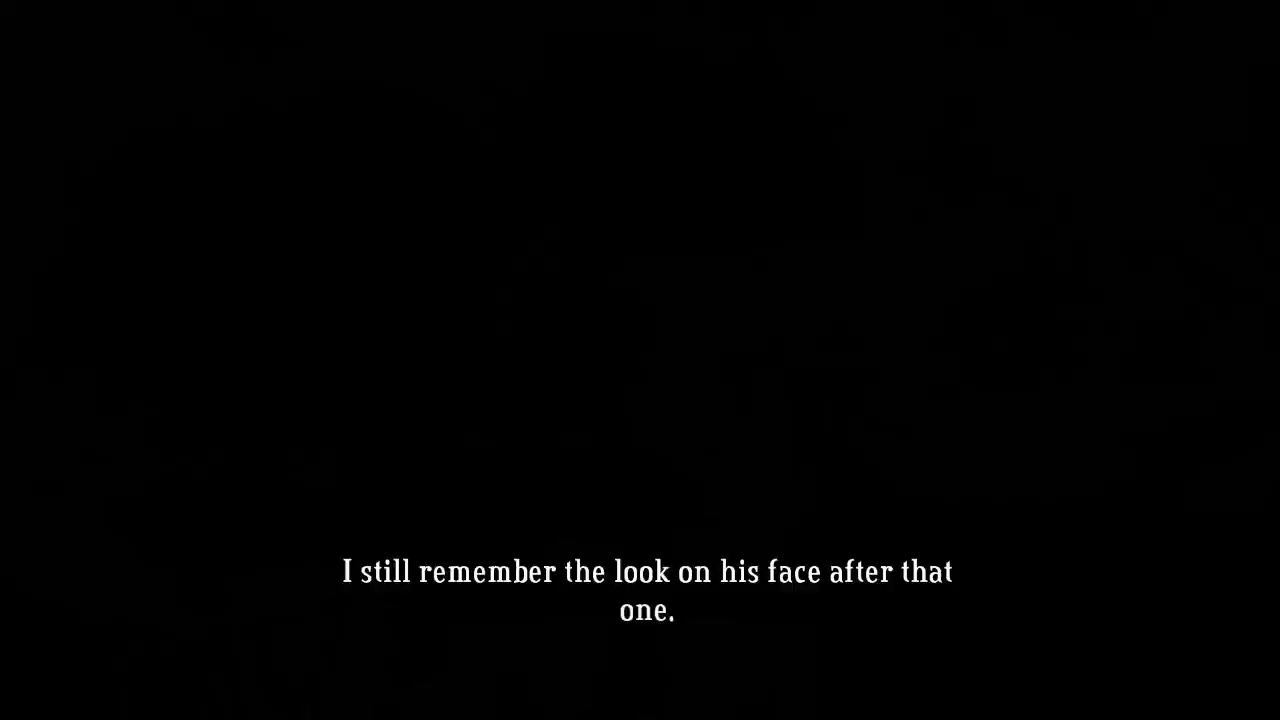 I still remember the look on his face after that
one.